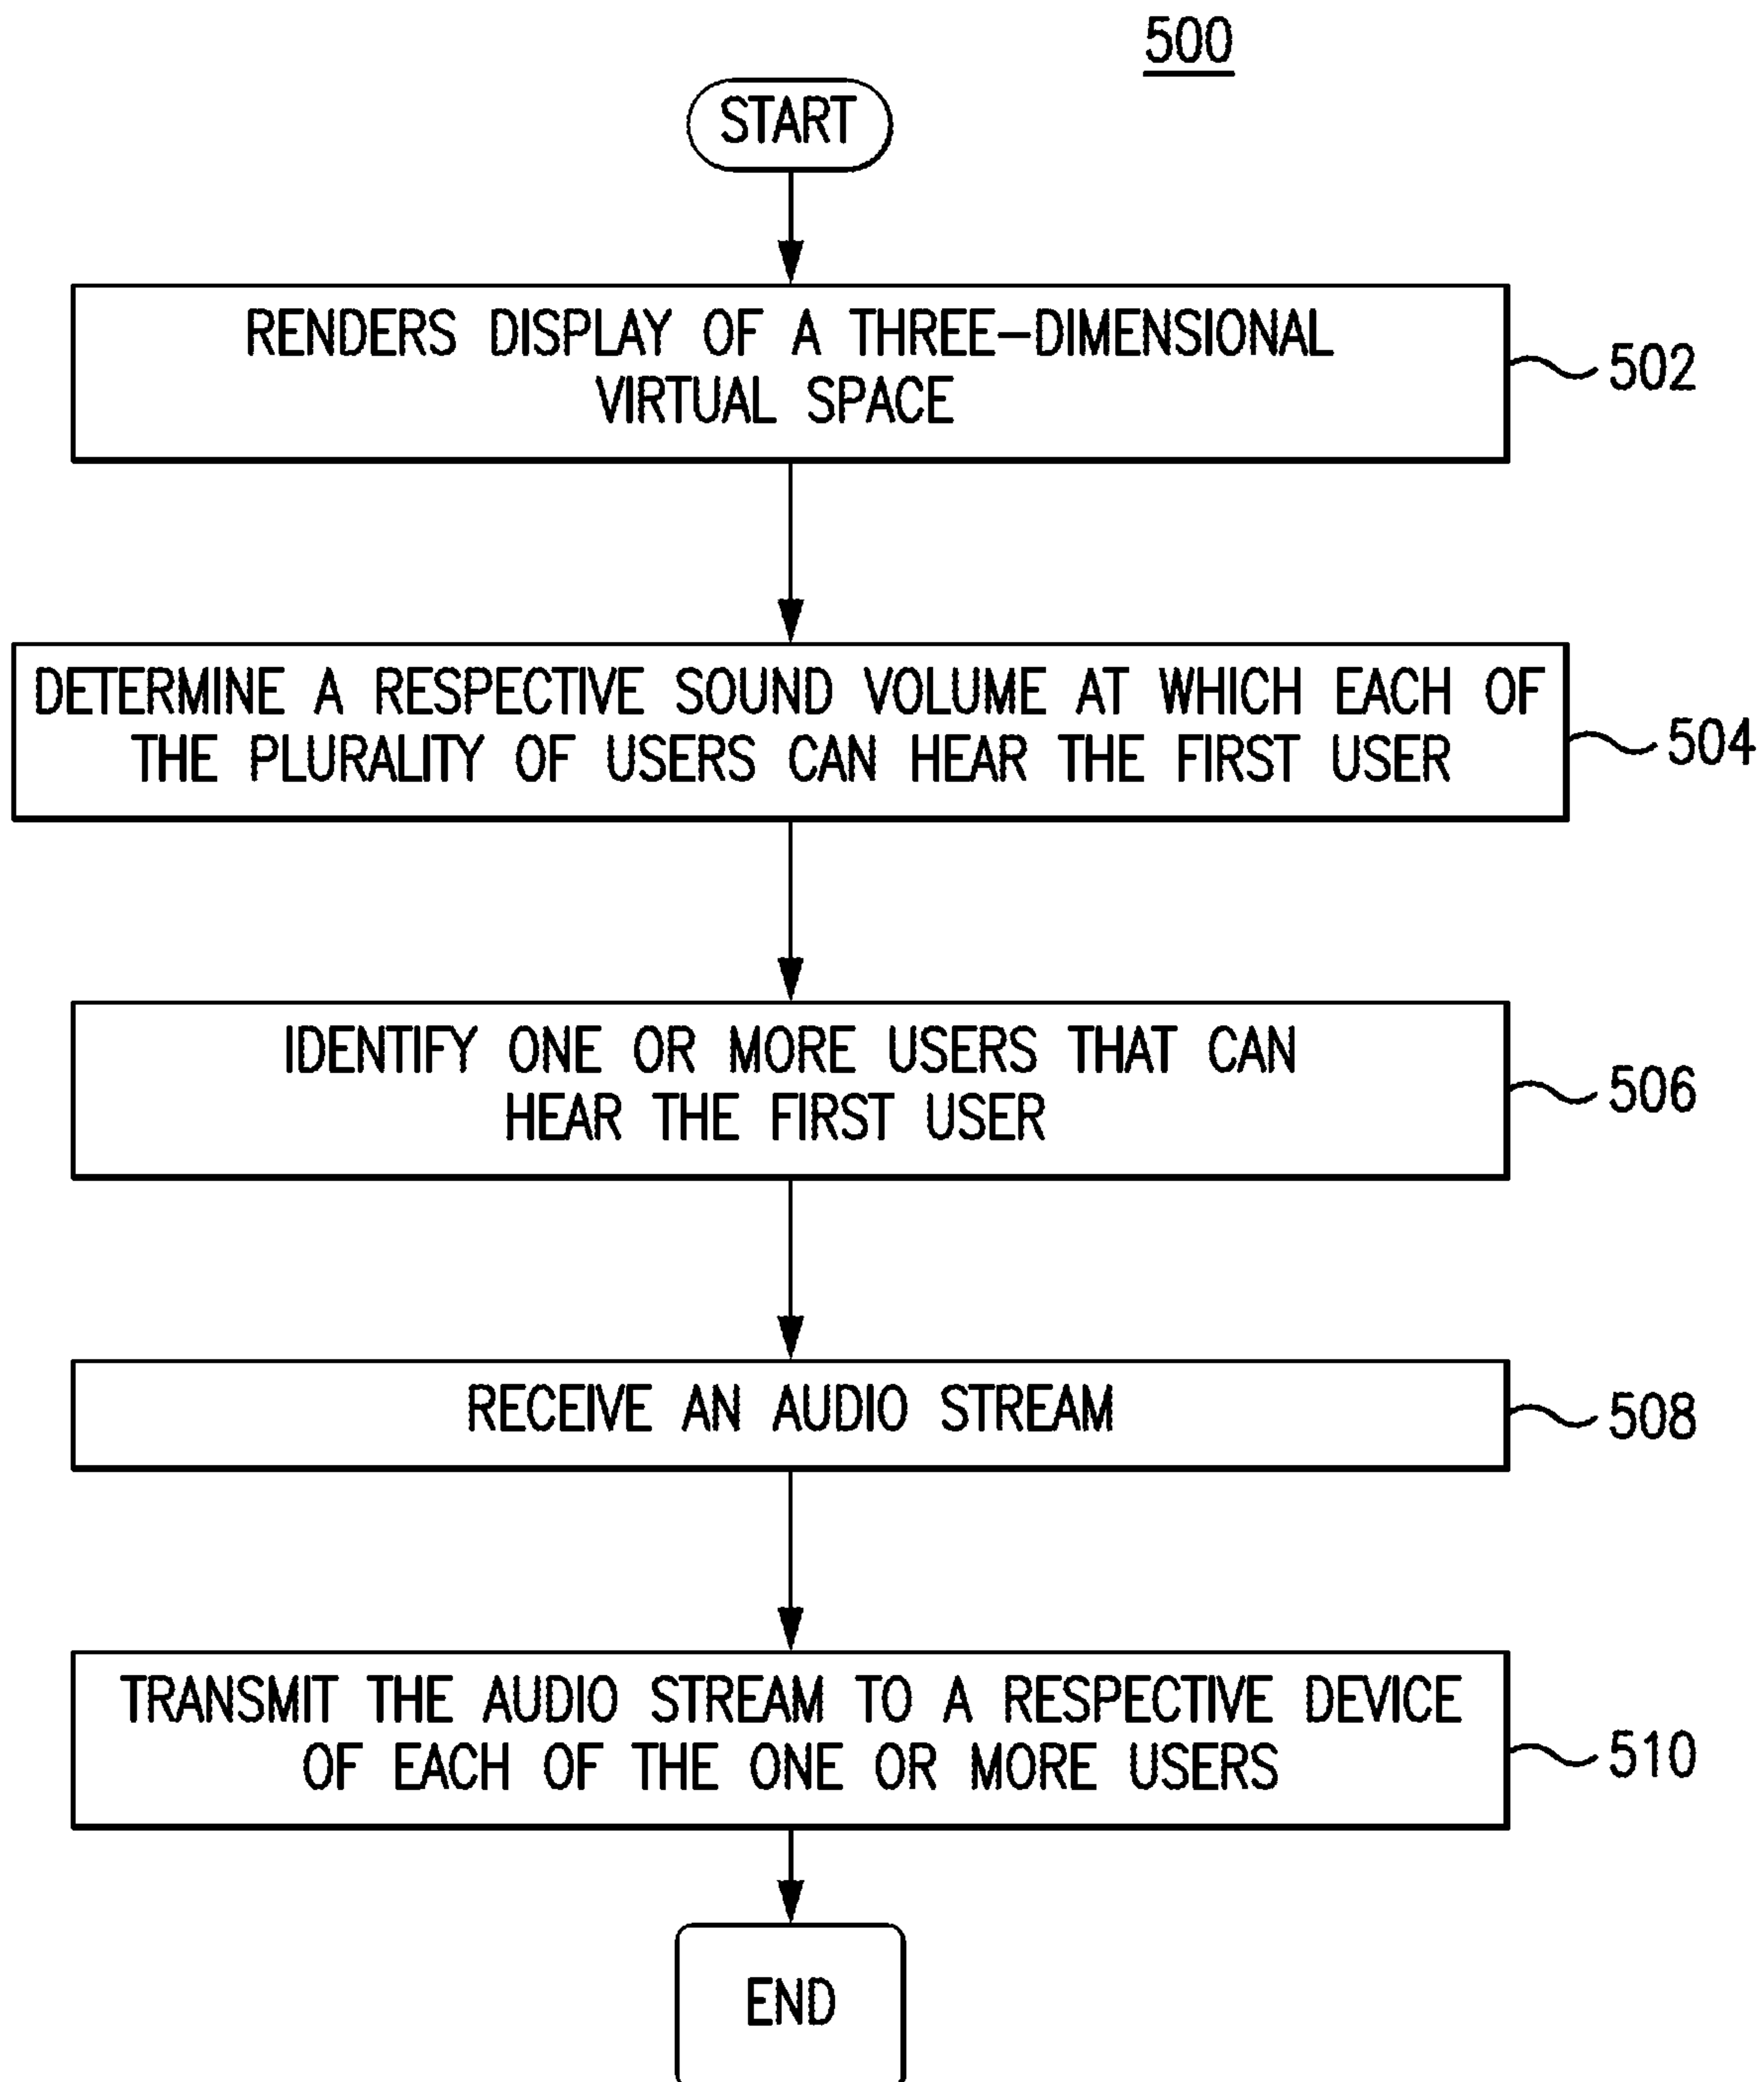 500
START
RENDERS DISPLAY OF A THREE-DIMENSIONAL
VIRTUAL SPACE
502
DETERMINE A RESPECTIVE SOUND VOLUME AT WHICH EACH OF
THE PLURALITY OF USERS CAN HEAR THE FIRST USER
504
IDENTIFY ONE OR MORE USERS THAT CAN
HEAR THE FIRST USER
506
RECEIVE AN AUDIO STREAM
508
TRANSMIT THE AUDIO STREAM TO A RESPECTIVE DEVICE
OF EACH OF THE ONE OR MORE USERS
510
END